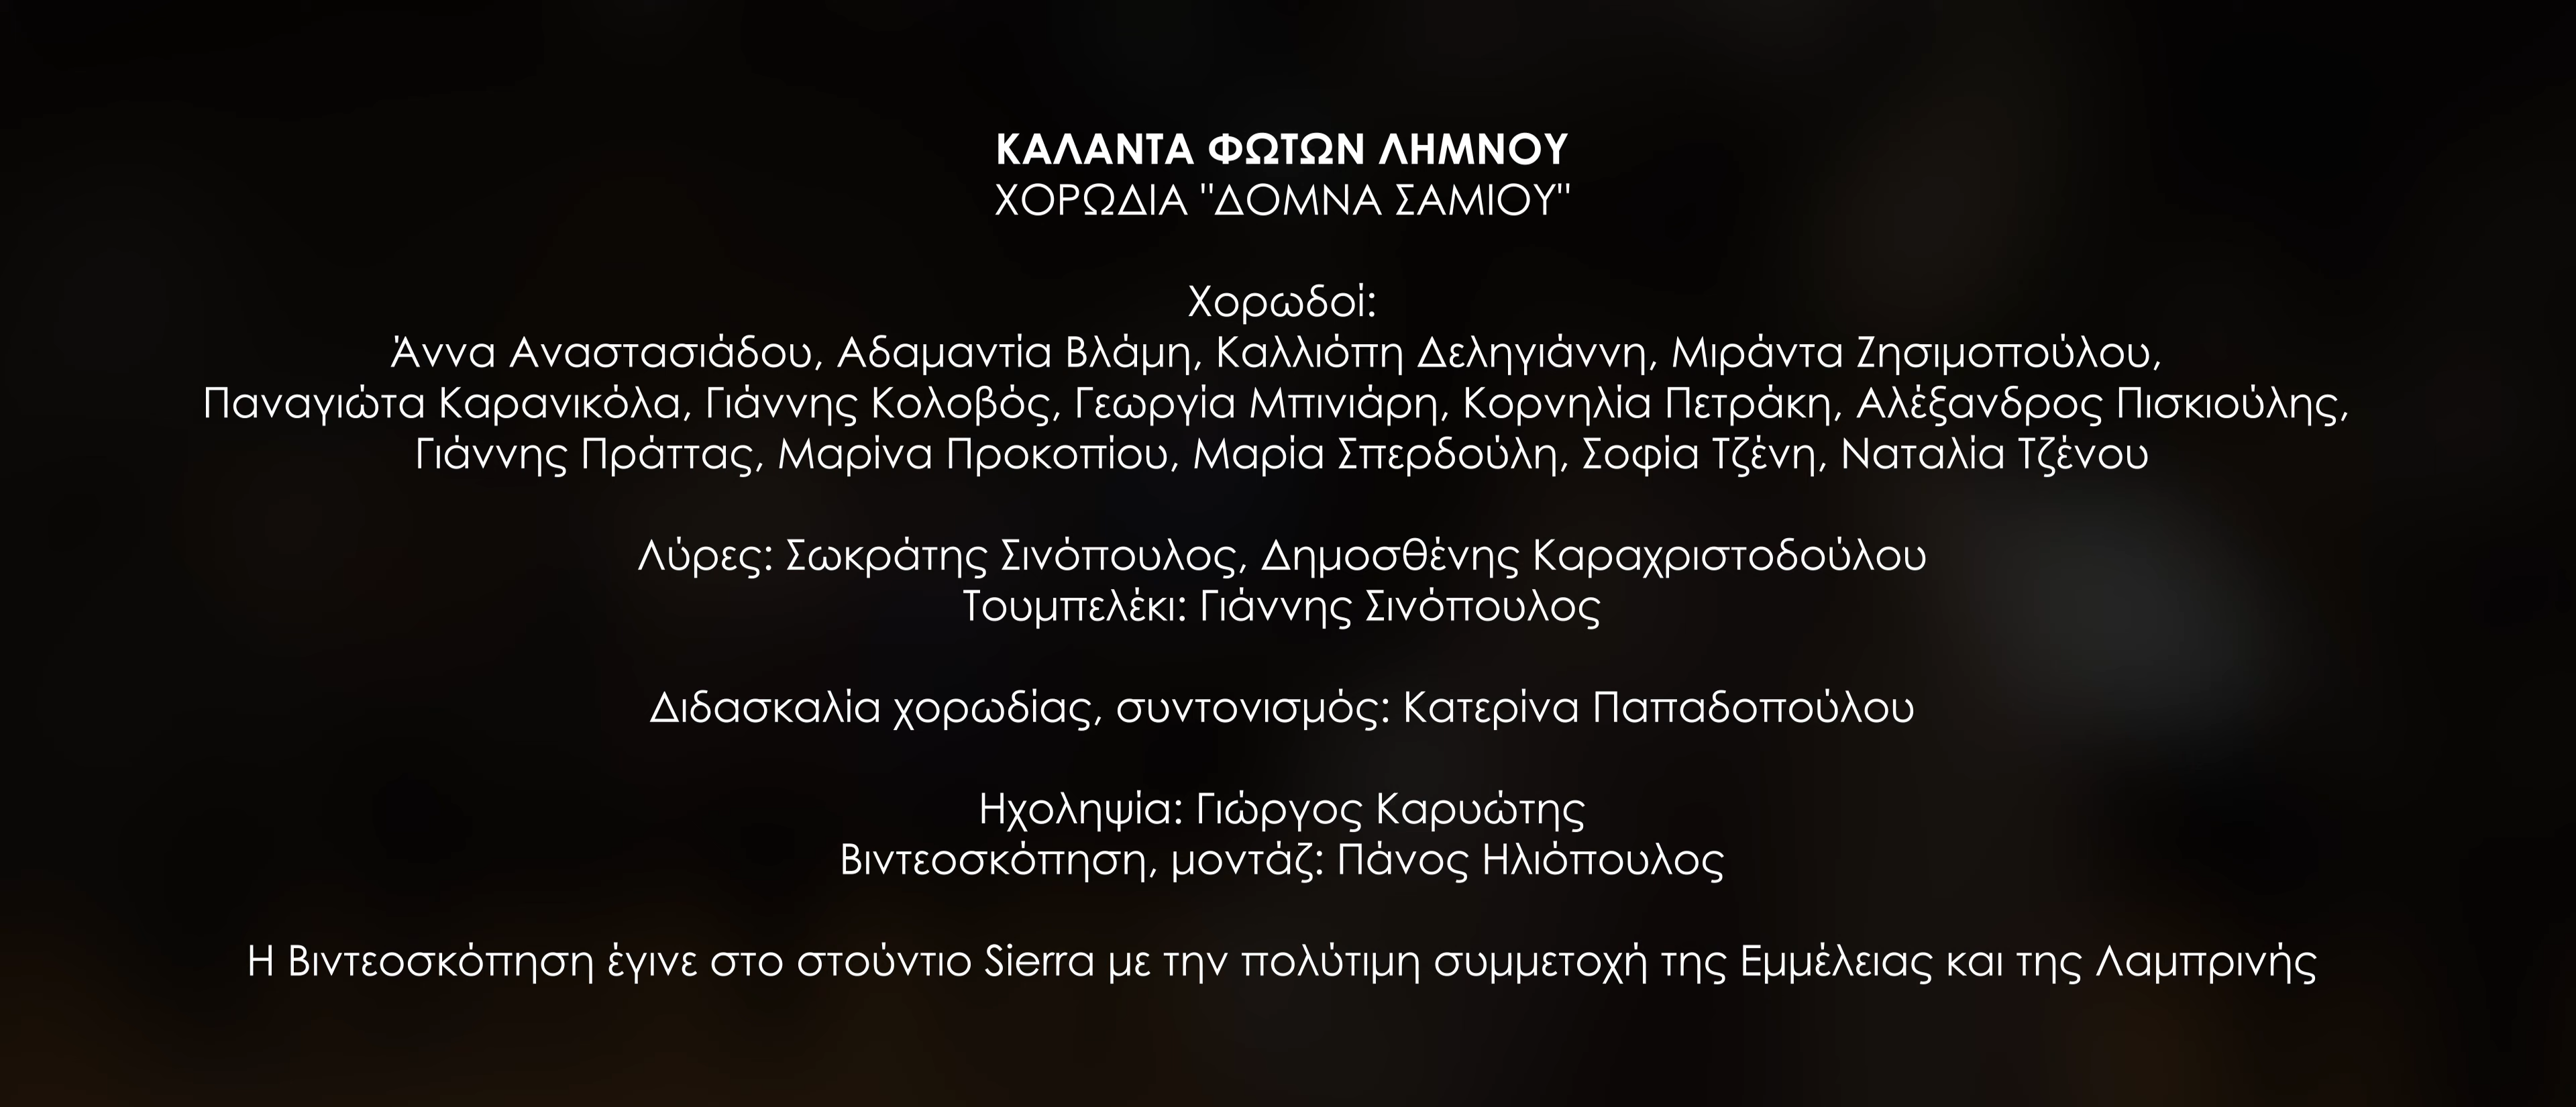 ΚΑΛΑΝΤΑ ΦΩΤΩΝ ΛΗΜΝΟΥ
ΧΟΡΩΔΙΑ "ΔΟΜΝΑ ΣΑΜΙΟΥ"
Χορωδοί:
Άννα Αναστασιάδου, Αδαμαντία Βλάμη, Καλλιόπη Δεληγιάννη, Μιράντα Ζησιμοπούλου,
Παναγιώτα Καρανικόλα, Γιάννης Κολοβός, Γεωργία Μπινιάρη, Κορνηλία Πετράκη, Αλέξανδρος Πισκιούλης,
Γιάννης Πράττας, Μαρίνα Προκοπίου, Μαρία Σπερδούλη, Σοφία Τζένη, Ναταλία Τζένου
Λύρες: Σωκράτης Σινόπουλος, Δημοσθένης Καραχριστοδούλου
Τουμπελέκι: Γιάννης Σινόπουλος
Διδασκαλία χορωδίας, συντονισμός: Κατερίνα Παπαδοπούλου
Ηχοληψία: Γιώργος Καρυώτης
Βιντεοσκόπηση, μοντάζ: Πάνος Ηλιόπουλος
Η Βιντεοσκόπηση έγινε στο στούντιο Sierra με την πολύτιμη συμμετοχή της Εμμέλειας και της Λαμπρινής